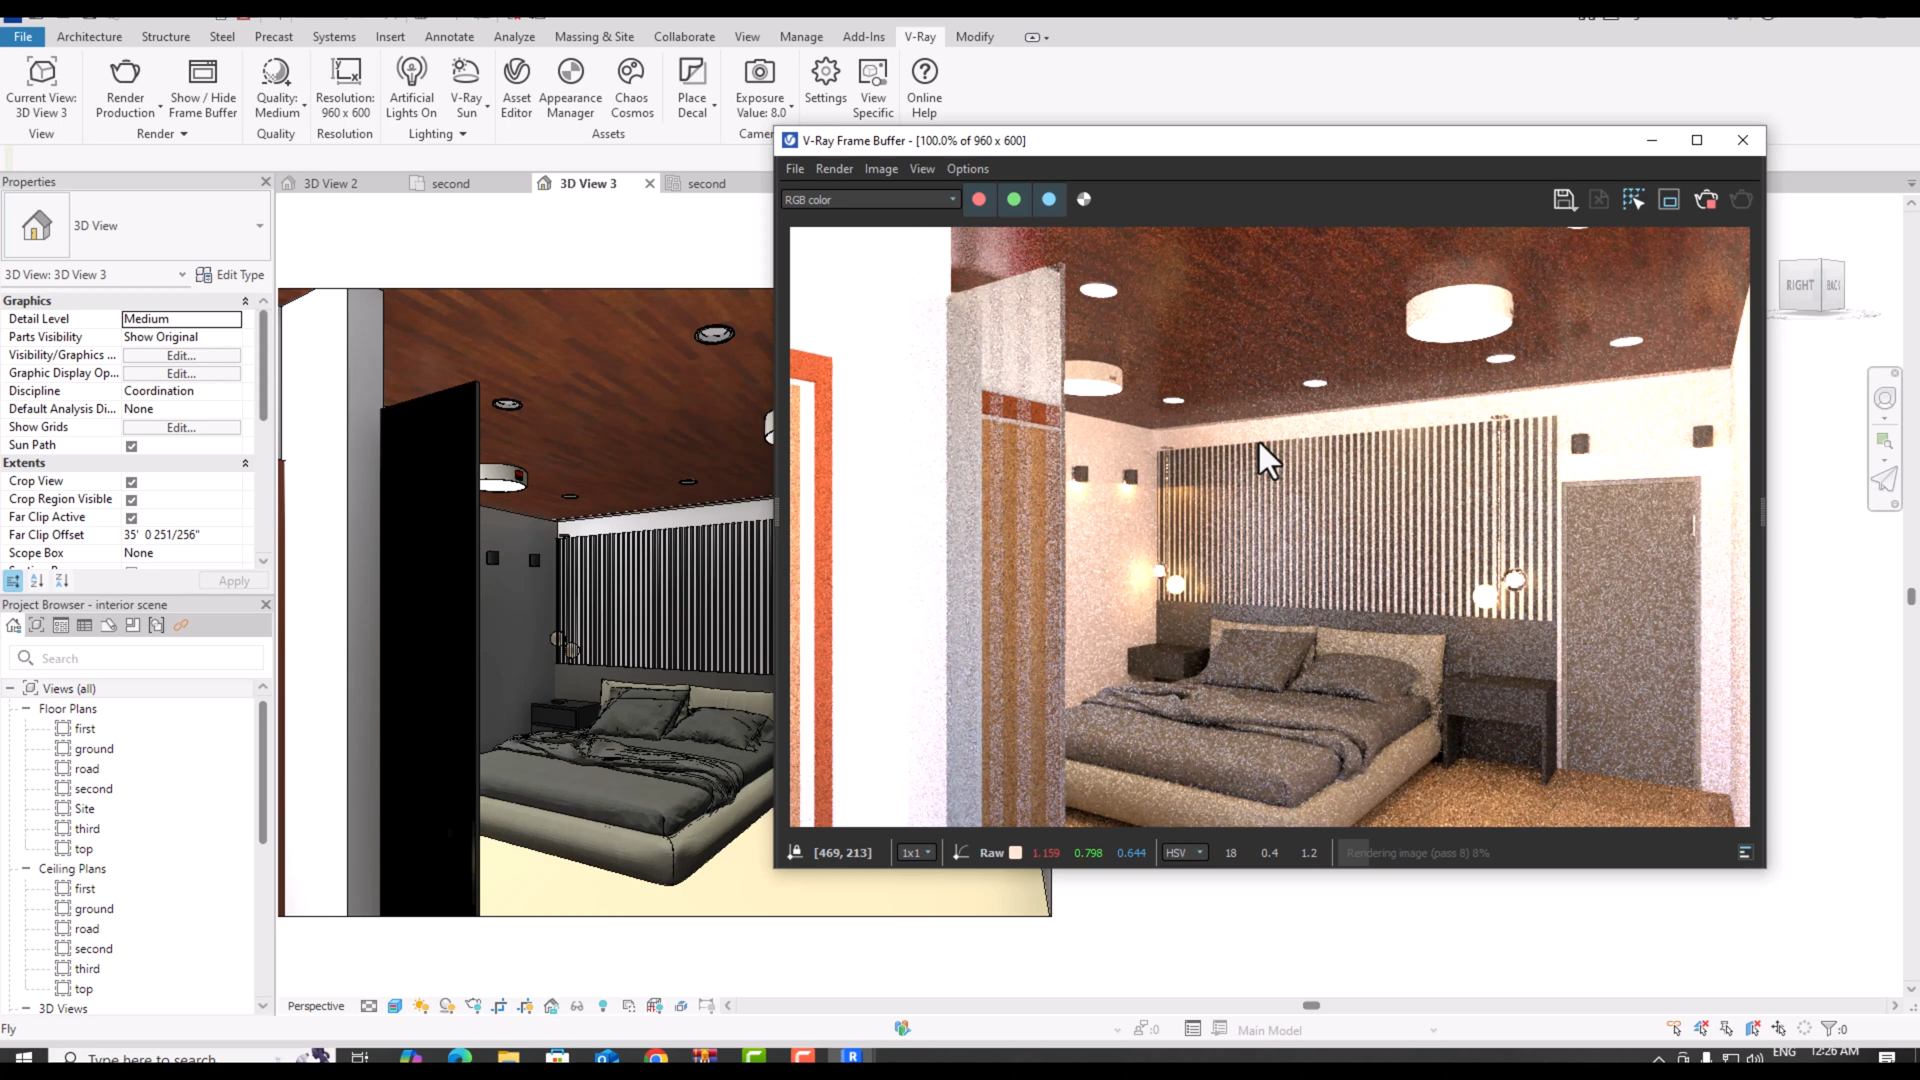 File Architecture Structure Steel Precast Systems Insert Annotate Analyze Massing & Site Collaborate View Manage Add-Ins V-Ray Modify
Current View: 3D View 3
Render Production
Show / Hide Frame Buffer
Quality: Medium
Resolution: 960 x 600
Artificial Lights On
V-Ray Sun
Asset Editor
Appearance Manager
Chaos Cosmos
Place Decal
Exposure Value: 8.0
Settings
View Specific
Online Help
View Render Quality Resolution Lighting Assets
V-Ray Frame Buffer - [100.0% of 960 x 600]
File Render Image View Options
RGB color
Properties
3D View 2
second
3D View 3
second
3D View
3D View: 3D View 3
Edit Type
Graphics
Detail Level Medium
Parts Visibility Show Original
Visibility/Graphics ... Edit...
Graphic Display Op... Edit...
Discipline Coordination
Default Analysis Di... None
Show Grids Edit...
Sun Path
Extents
Crop View
Crop Region Visible
Far Clip Active
Far Clip Offset 35' 0 251/256"
Scope Box None
Apply
RIGHT BACK
Project Browser - interior scene
Search
Views (all)
Floor Plans
first
ground
road
second
Site
third
top
Ceiling Plans
first
ground
road
second
third
top
3D Views
[469, 213] 1x1 Raw 1.159 0.798 0.644 HSV 18 0.4 1.2 Rendering image (pass 8) 8%
Perspective
Fly
:0
Main Model
:0
Type here to search
ENG 12:26 AM